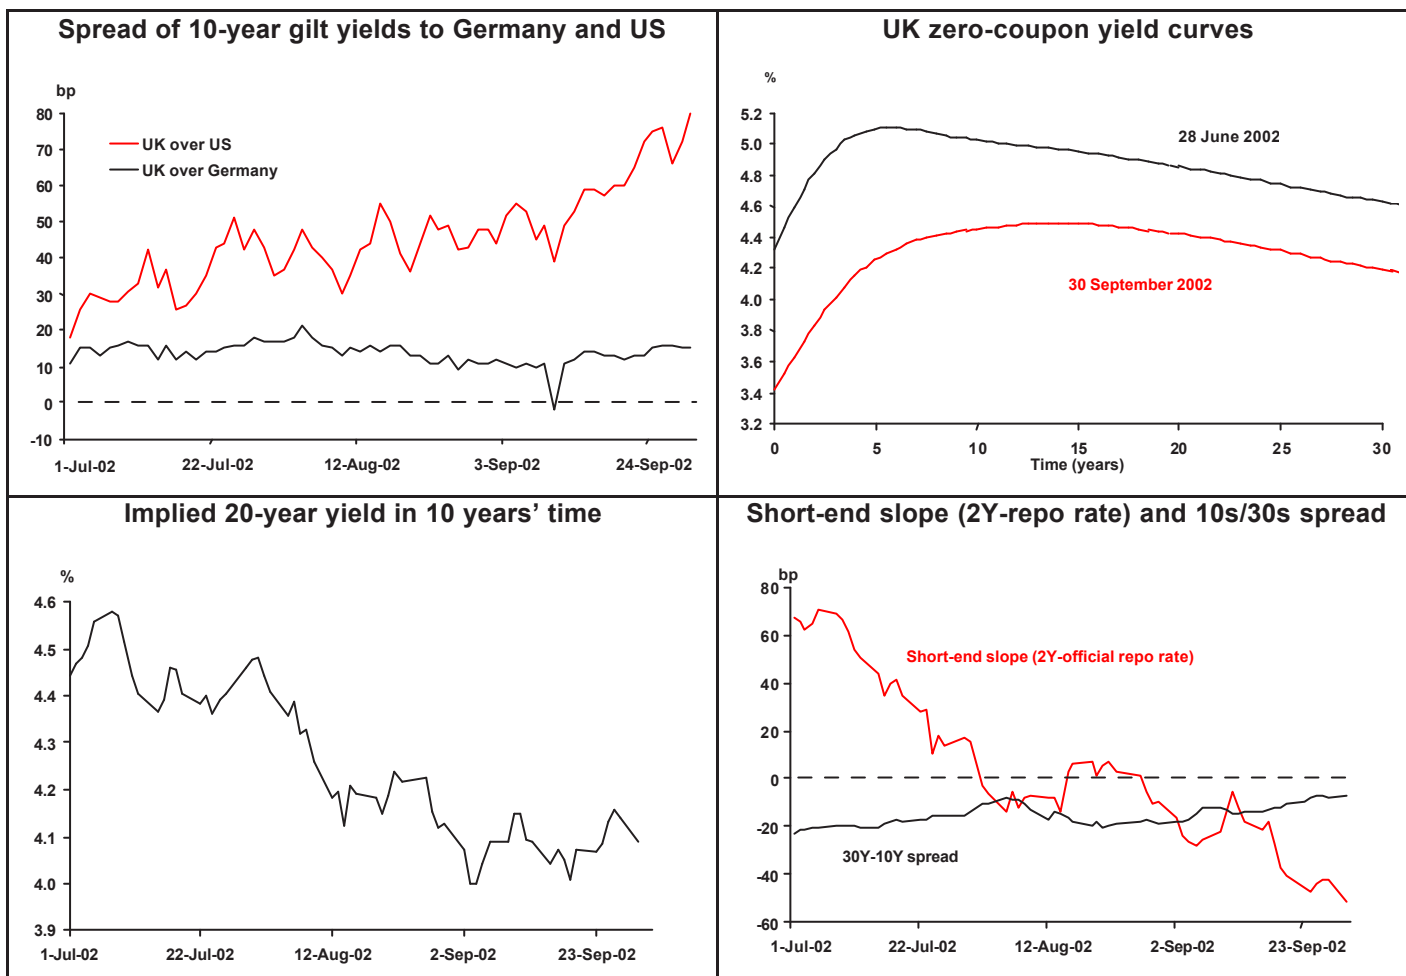 Spread of 10-year gilt yields to Germany and US
bp
80
70
60
50
40
30
20
10
0
-10
UK over US
UK over Germany
1-Jul-02 22-Jul-02 12-Aug-02 3-Sep-02 24-Sep-02
UK zero-coupon yield curves
%
5.2
5.0
4.8
4.6
4.4
4.2
4.0
3.8
3.6
3.4
3.2
28 June 2002
30 September 2002
0 5 10 15 20 25 30
Time (years)
Implied 20-year yield in 10 years’ time
%
4.6
4.5
4.4
4.3
4.2
4.1
4.0
3.9
1-Jul-02 22-Jul-02 12-Aug-02 2-Sep-02 23-Sep-02
Short-end slope (2Y-repo rate) and 10s/30s spread
bp
80
60
40
20
0
-20
-40
-60
Short-end slope (2Y-official repo rate)
30Y-10Y spread
1-Jul-02 22-Jul-02 12-Aug-02 2-Sep-02 23-Sep-02